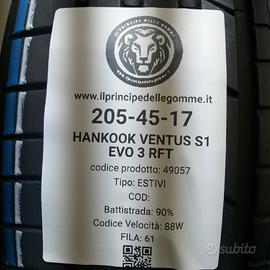 IL PRINCIPE DELLE GOMME
www.ilprincipedellegomme.it
205-45-17
HANKOOK VENTUS S1
EVO 3 RFT
codice prodotto: 49057
Tipo: ESTIVI
COD:
Battistrada: 90%
Codice Velocità: 88W
FILA: 61
subito